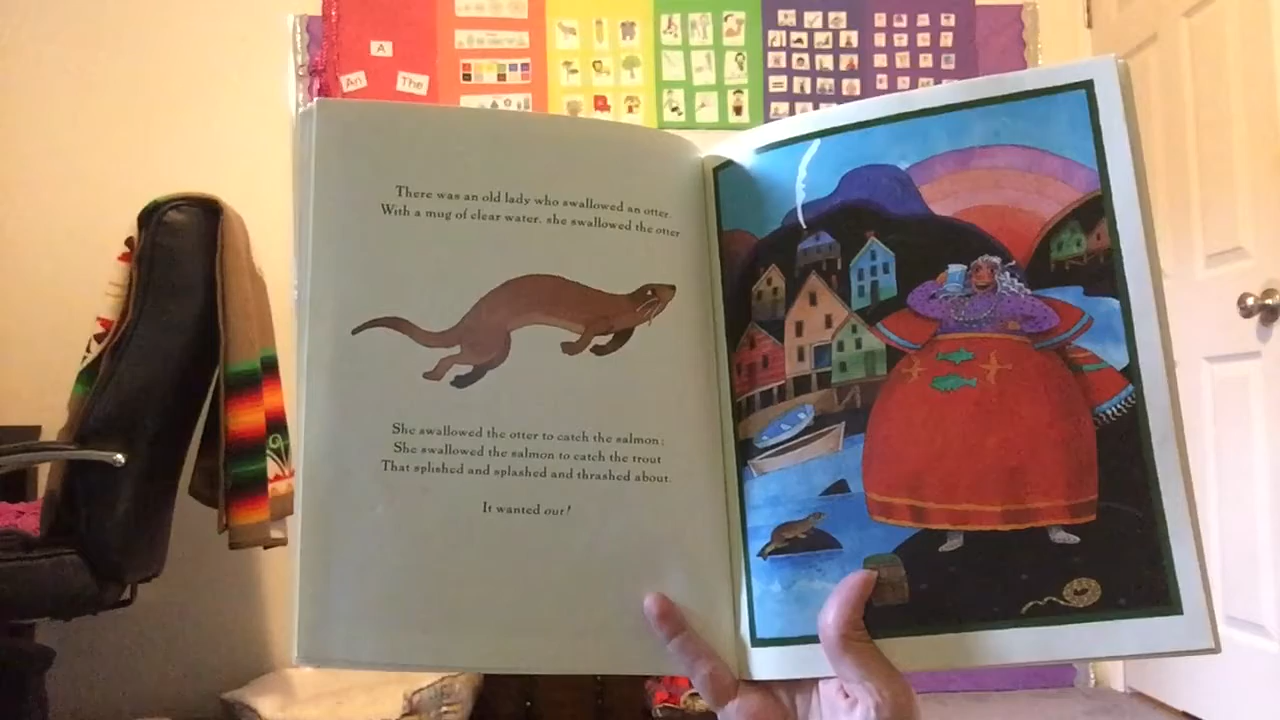 A
An
The
There was an old lady who swallowed an otter.
With a mug of clear water, she swallowed the otter
She swallowed the otter to catch the salmon;
She swallowed the salmon to catch the trout
That splished and splashed and thrashed about.
It wanted out!